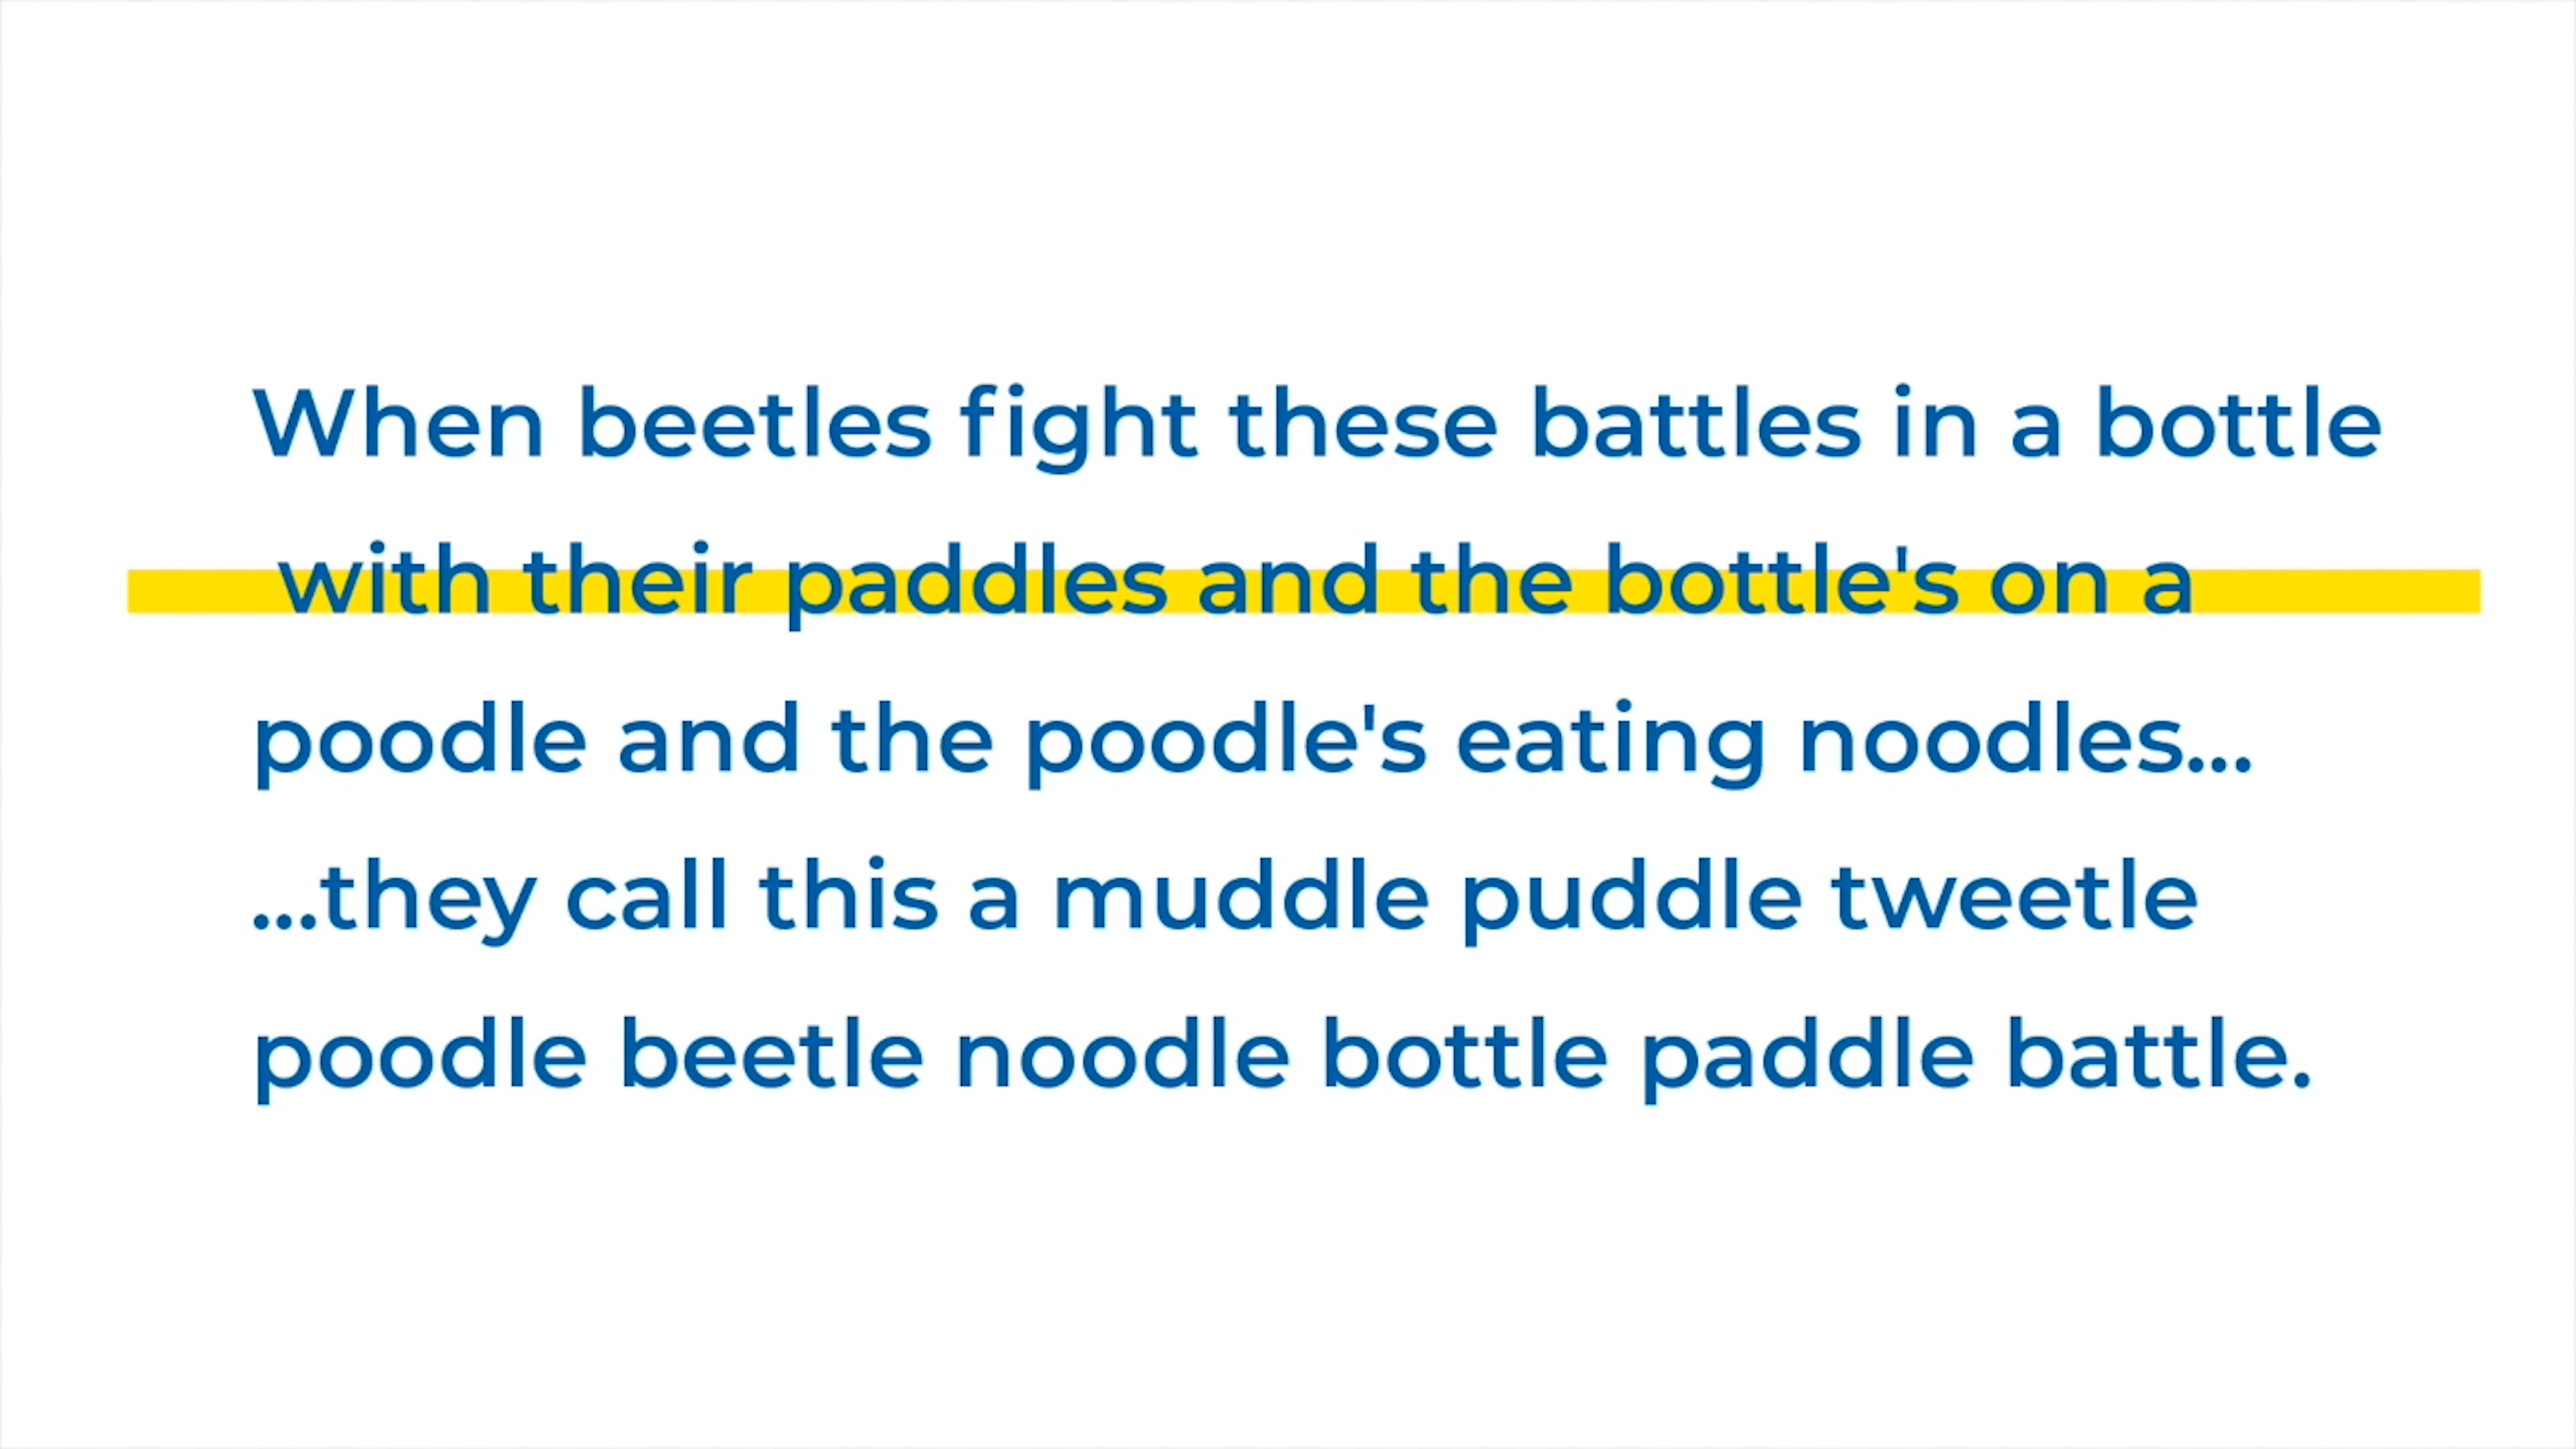 When beetles fight these battles in a bottle
with their paddles and the bottle's on a
poodle and the poodle's eating noodles...
...they call this a muddle puddle tweetle
poodle beetle noodle bottle paddle battle.